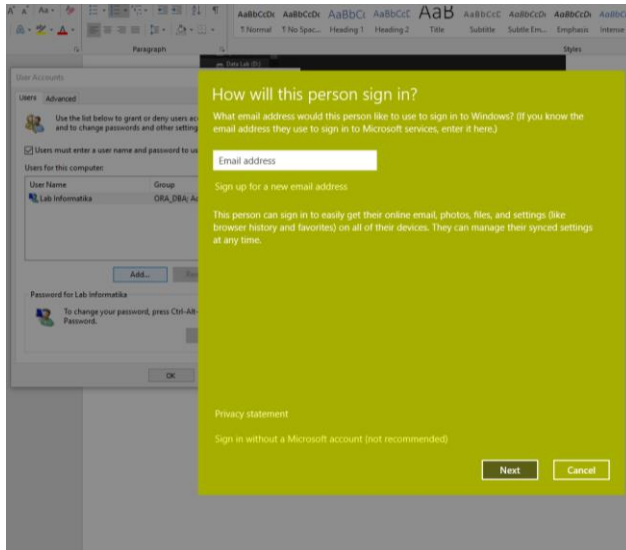 Aa
AaBbCcDc AaBbCcDc AaBbCc AaBbCcC AaB AaBbCcC AaBbCcDc AaBbCcDc
¶ Normal ¶ No Spac... Heading 1 Heading 2 Title Subtitle Subtle Em... Emphasis Intense
Paragraph
Styles
Data Lab (D:)
User Accounts
Users Advanced
Use the list below to grant or deny users ac
and to change passwords and other setting
Users must enter a user name and password to us
Users for this computer:
User Name Group
Lab Informatika ORA_DBA; Ad
Add...
Password for Lab Informatika
To change your password, press Ctrl-Alt-
Password.
OK
How will this person sign in?
What email address would this person like to use to sign in to Windows? (If you know the
email address they use to sign in to Microsoft services, enter it here.)
Email address
Sign up for a new email address
This person can sign in to easily get their online email, photos, files, and settings (like
browser history and favorites) on all of their devices. They can manage their synced settings
at any time.
Privacy statement
Sign in without a Microsoft account (not recommended)
Next Cancel